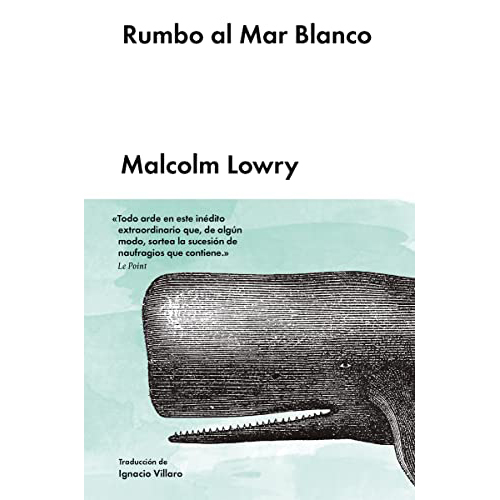 Rumbo al Mar Blanco
Malcolm Lowry
«Todo arde en este inédito
extraordinario que, de algún
modo, sortea la sucesión de
naufragios que contiene.»
Le Point
Traducción de
Ignacio Villaro